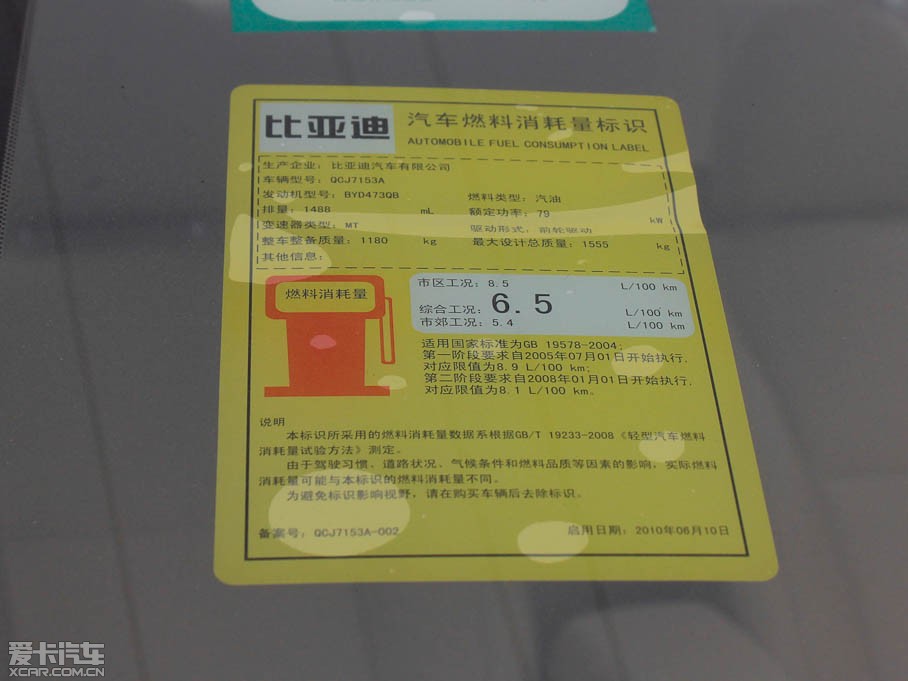 比亚迪 汽车燃料消耗量标识
AUTOMOBILE FUEL CONSUMPTION LABEL
生产企业：比亚迪汽车有限公司
车辆型号：QCJ7153A
发动机型号：BYD473QB 燃料类型：汽油
排量：1488 mL 额定功率：79 kW
变速器类型：MT 驱动形式：前轮驱动
整车整备质量：1180 kg 最大设计总质量：1555 kg
其他信息：
燃料消耗量
市区工况：8.5 L/100 km
综合工况：6.5 L/100 km
市郊工况：5.4 L/100 km
适用国家标准为GB 19578-2004;
第一阶段要求自2005年07月01日开始执行,
对应限值为8.9 L/100 km;
第二阶段要求自2008年01月01日开始执行,
对应限值为8.1 L/100 km。
说明
本标识所采用的燃料消耗量数据系根据GB/T 19233-2008《轻型汽车燃料
消耗量试验方法》测定。
由于驾驶习惯、道路状况、气候条件和燃料品质等因素的影响，实际燃料
消耗量可能与本标识的燃料消耗量不同。
为避免标识影响视野，请在购买车辆后去除标识。
备案号：QCJ7153A-002 启用日期：2010年06月10日
爱卡汽车
XCAR.COM.CN